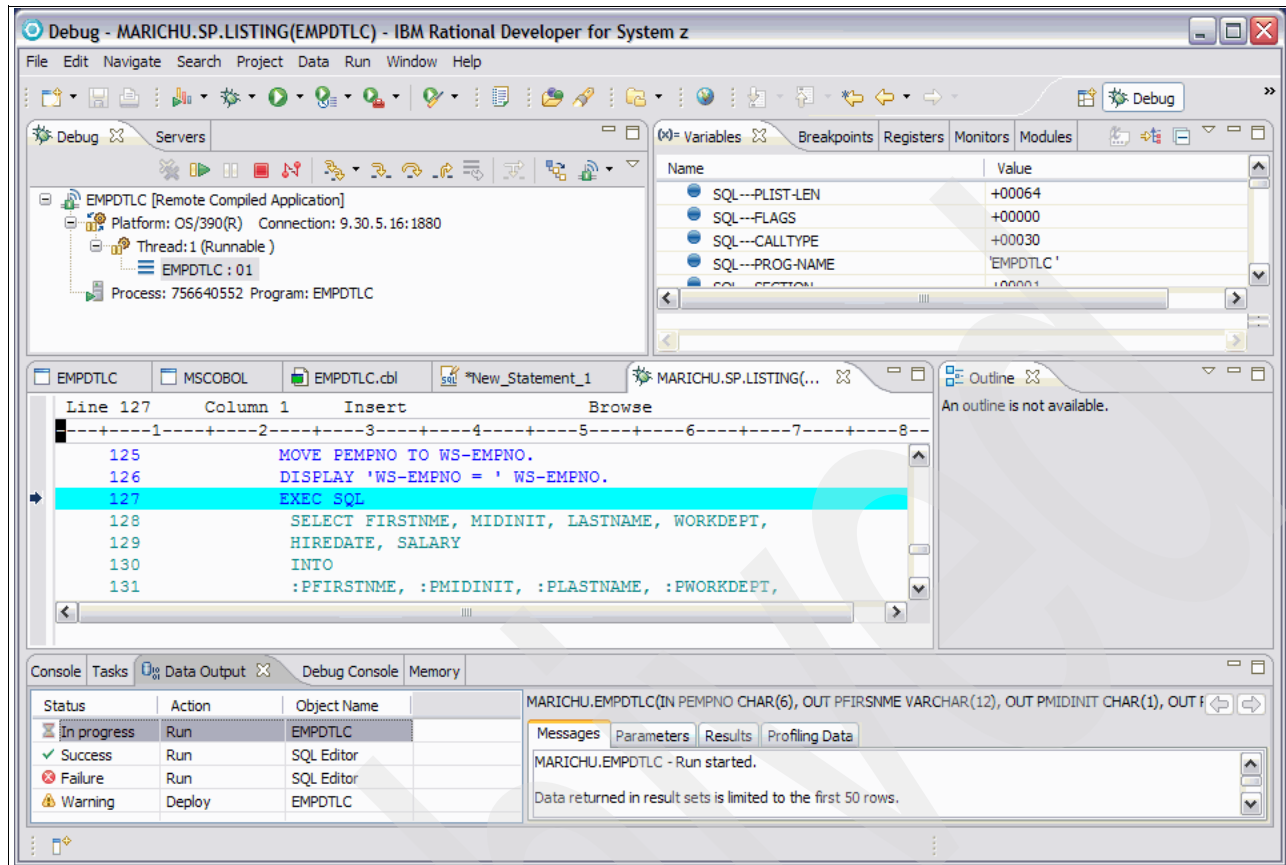 Debug - MARICHU.SP.LISTING(EMPDTLC) - IBM Rational Developer for System z
File Edit Navigate Search Project Data Run Window Help
Debug
»
Debug Servers
(x)= Variables Breakpoints Registers Monitors Modules
EMPDTLC [Remote Compiled Application]
Platform: OS/390(R) Connection: 9.30.5.16:1880
Thread:1 (Runnable )
EMPDTLC : 01
Process: 756640552 Program: EMPDTLC
Name Value
SQL---PLIST-LEN +00064
SQL---FLAGS +00000
SQL---CALLTYPE +00030
SQL---PROG-NAME 'EMPDTLC '
EMPDTLC MSCOBOL EMPDTLC.cbl *New_Statement_1 MARICHU.SP.LISTING(...
Outline
An outline is not available.
Line 127 Column 1 Insert Browse
----+----1----+----2----+----3----+----4----+----5----+----6----+----7----+----8--
125 MOVE PEMPNO TO WS-EMPNO.
126 DISPLAY 'WS-EMPNO = ' WS-EMPNO.
127 EXEC SQL
128 SELECT FIRSTNME, MIDINIT, LASTNAME, WORKDEPT,
129 HIREDATE, SALARY
130 INTO
131 :PFIRSTNME, :PMIDINIT, :PLASTNAME, :PWORKDEPT,
Console Tasks Data Output Debug Console Memory
Status Action Object Name
In progress Run EMPDTLC
Success Run SQL Editor
Failure Run SQL Editor
Warning Deploy EMPDTLC
MARICHU.EMPDTLC(IN PEMPNO CHAR(6), OUT PFIRSNME VARCHAR(12), OUT PMIDINIT CHAR(1), OUT
Messages Parameters Results Profiling Data
MARICHU.EMPDTLC - Run started.
Data returned in result sets is limited to the first 50 rows.